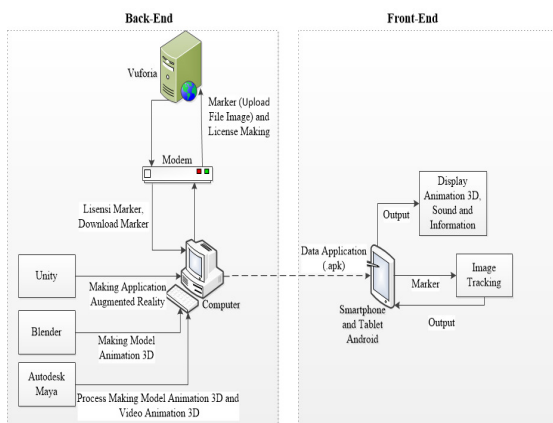 Back-End
Front-End
Vuforia
Marker (Upload
File Image) and
License Making
Modem
Lisensi Marker,
Download Marker
Unity
Making Application
Augmented Reality
Computer
Blender
Making Model
Animation 3D
Autodesk
Maya
Process Making Model Animation 3D and
Video Animation 3D
Data Application
(.apk)
Display
Animation 3D,
Sound and
Information
Output
Marker
Image
Tracking
Smartphone
and Tablet
Android
Output